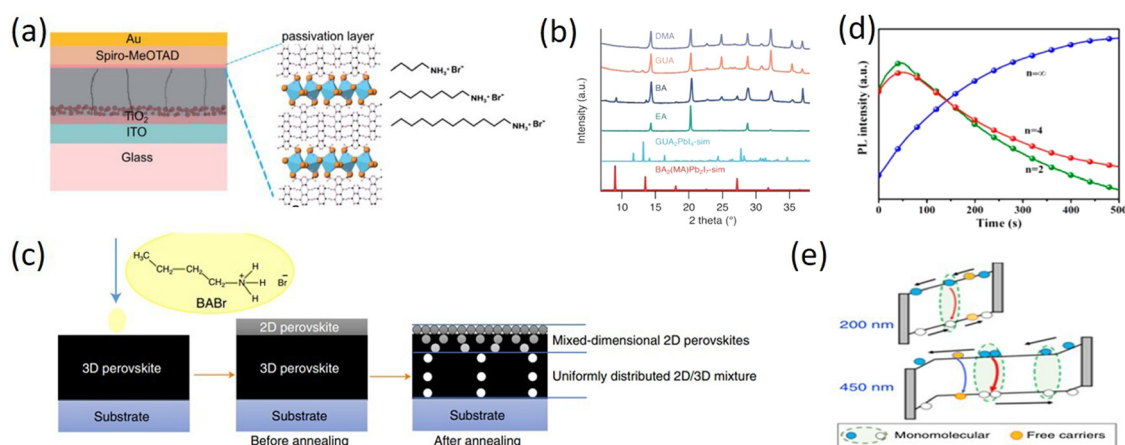 (a)
Au
Spiro-MeOTAD
TiO₂
ITO
Glass
passivation layer
NH₃⁺Br⁻
NH₃⁺Br⁻
NH₃⁺Br⁻
(b)
Intensity (a.u.)
DMA
GUA
BA
EA
GUA₂PbI₄-sim
BA₂(MA)Pb₂I₇-sim
10 15 20 25 30 35
2 theta (°)
(d)
PL intensity (a.u.)
n=∞
n=4
n=2
0 100 200 300 400 500
Time (s)
(c)
H₃C
CH₂ CH₂ CH₂ N⁺ H H H Br⁻
BABr
3D perovskite
Substrate
2D perovskite
3D perovskite
Substrate
Before annealing
Mixed-dimensional 2D perovskites
Uniformly distributed 2D/3D mixture
Substrate
After annealing
(e)
200 nm
450 nm
Monomolecular
Free carriers